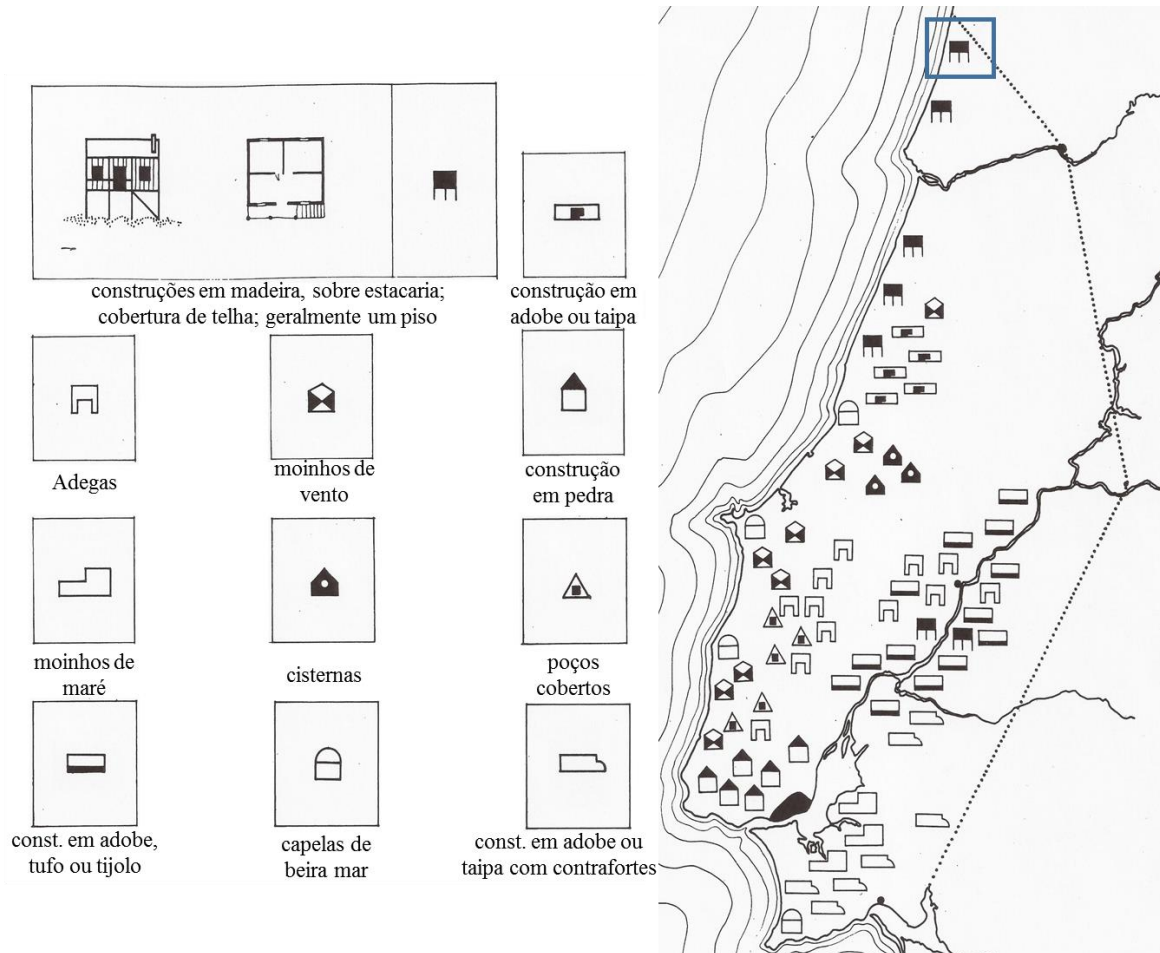 construções em madeira, sobre estacaria;
cobertura de telha; geralmente um piso
construção em
adobe ou taipa
Adegas
moinhos de
vento
construção
em pedra
moinhos de
maré
cisternas
poços
cobertos
const. em adobe,
tufo ou tijolo
capelas de
beira mar
const. em adobe ou
taipa com contrafortes